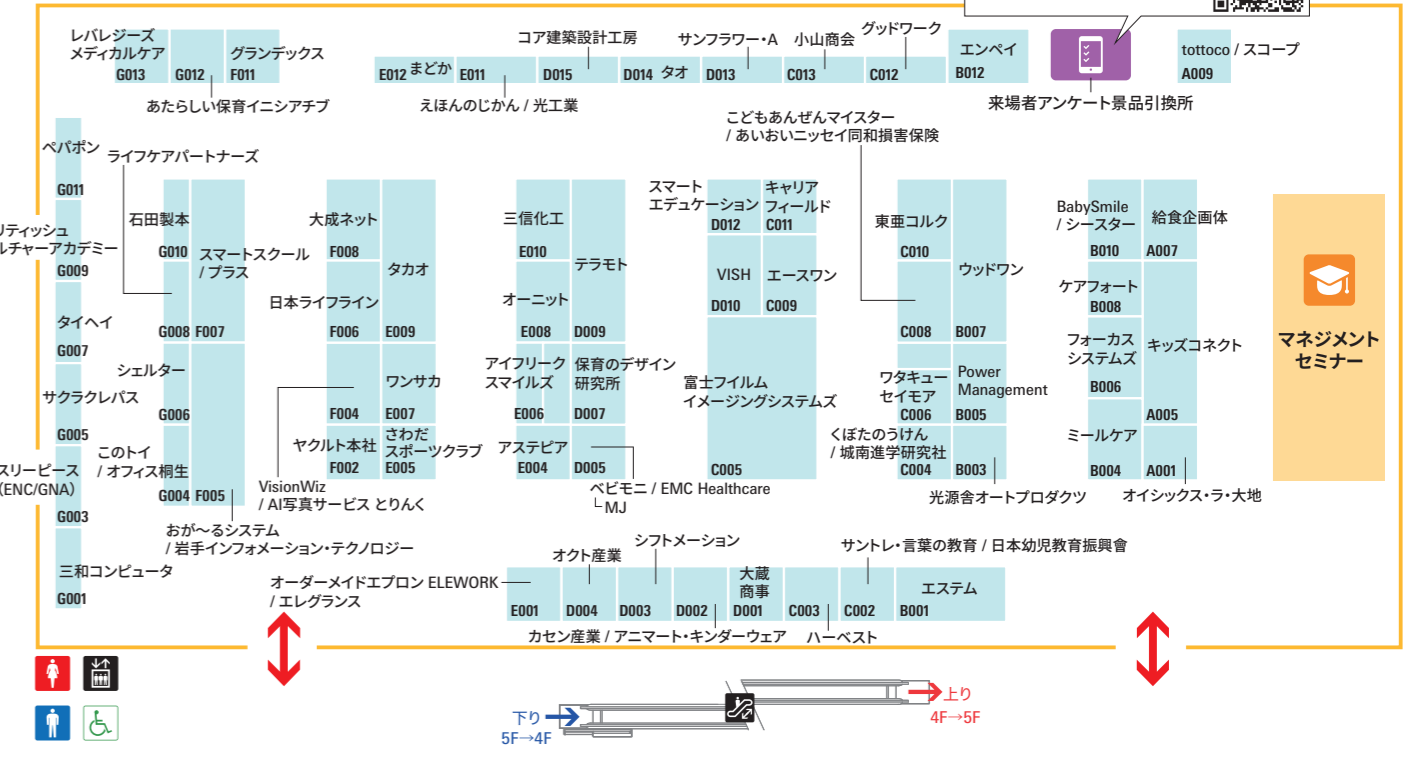 レバレジーズ
メディカルケア
G013
G012
グランデックス
F011
あたらしい保育イニシアチブ
E012
まどか
E011
えほんのじかん / 光工業
コア建築設計工房
D015
D014
タオ
サンフラワー・A
D013
小山商会
C013
グッドワーク
C012
エンペイ
B012
来場者アンケート景品引換所
tottoco / スコープ
A009
ペパポン
G011
リティッシュ
ルチャーアカデミー
G009
タイヘイ
G007
サクラクレパス
G005
スリーピース
(ENC/GNA)
G003
三和コンピュータ
G001
ライフケアパートナーズ
石田製本
G010
スマートスクール
/ プラス
G008
F007
シェルター
G006
このトイ
/ オフィス桐生
G004
F005
おが〜るシステム
/ 岩手インフォメーション・テクノロジー
大成ネット
F008
タカオ
日本ライフライン
F006
E009
F004
ワンサカ
E007
ヤクルト本社
F002
さわだ
スポーツクラブ
E005
VisionWiz
/ AI写真サービス とりんく
三信化工
E010
テラモト
オーニット
E008
D009
アイフリーク
スマイルズ
E006
保育のデザイン
研究所
D007
アステピア
E004
D005
ベビモニ / EMC Healthcare
└MJ
スマート
エデュケーション
D012
キャリア
フィールド
C011
VISH
D010
エースワン
C009
富士フイルム
イメージングシステムズ
C005
こどもあんぜんマイスター
/ あいおいニッセイ同和損害保険
東亜コルク
C010
ウッドワン
C008
B007
ワタキュー
セイモア
C006
Power
Management
B005
くぼたのうけん
/ 城南進学研究社
C004
B003
光源舎オートプロダクツ
BabySmile
/ シースター
B010
給食企画体
A007
ケアフォート
B008
フォーカス
システムズ
B006
キッズコネクト
A005
ミールケア
B004
A001
オイシックス・ラ・大地
マネジメント
セミナー
オーダーメイドエプロン ELEWORK
/ エレグランス
E001
オクト産業
D004
シフトメーション
D003
D002
カセン産業 / アニマート・キンダーウェア
大蔵
商事
D001
C003
ハーベスト
サントレ・言葉の教育 / 日本幼児教育振興會
C002
エステム
B001
下り
5F→4F
上り
4F→5F